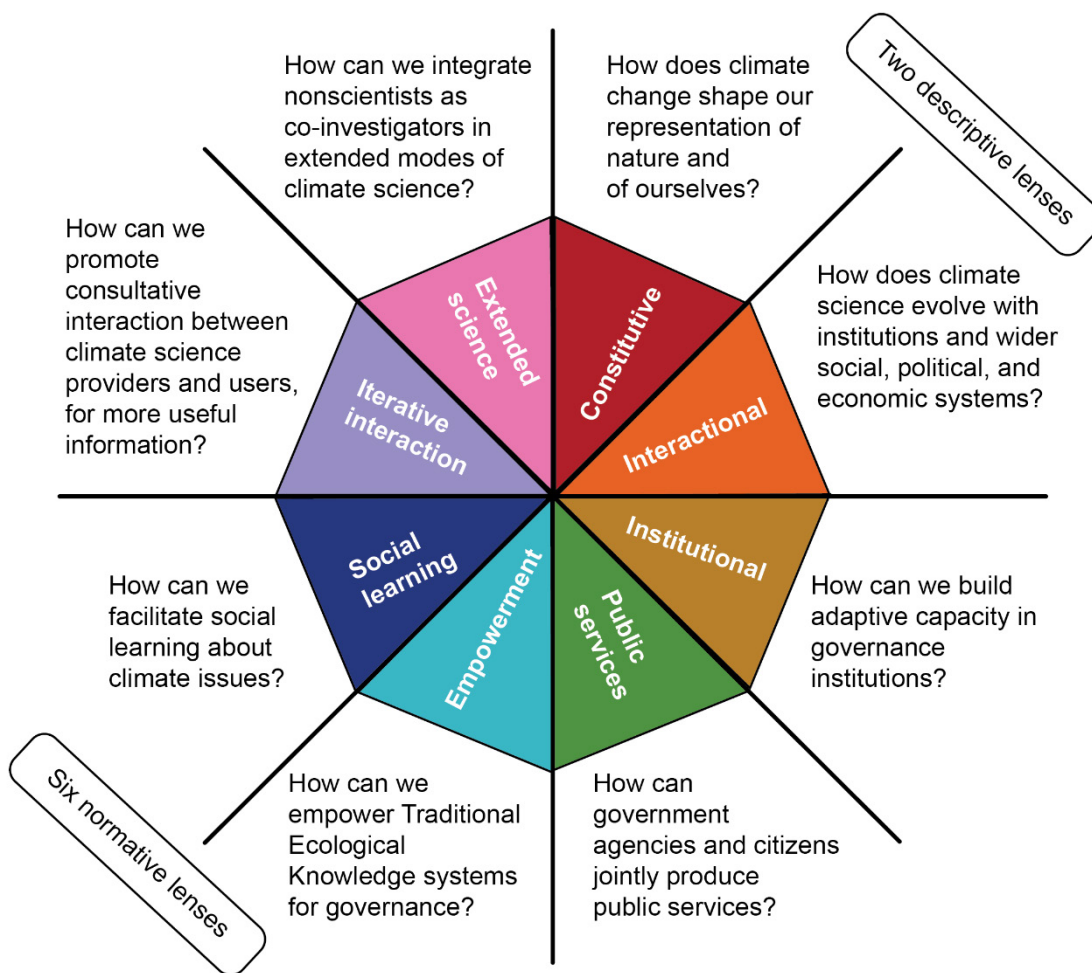 How can we integrate
nonscientists as
co-investigators in
extended modes of
climate science?
How does climate
change shape our
representation of
nature and
of ourselves?
Two descriptive lenses
How can we
promote
consultative
interaction between
climate science
providers and users,
for more useful
information?
How does climate
science evolve with
institutions and wider
social, political, and
economic systems?
Extended
science
Constitutive
Iterative
interaction
Interactional
Social
learning
Empowerment
Public
services
Institutional
How can we
facilitate social
learning about
climate issues?
How can we build
adaptive capacity in
governance
institutions?
Six normative lenses
How can we
empower Traditional
Ecological
Knowledge systems
for governance?
How can
government
agencies and citizens
jointly produce
public services?